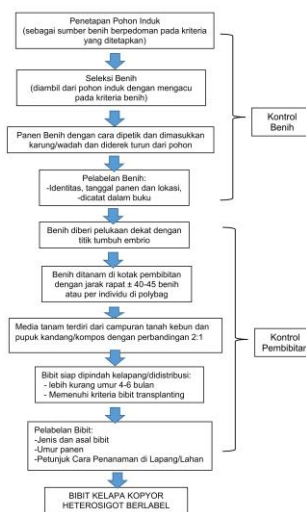 Penetapan Pohon Induk
(sebagai sumber benih berpedoman pada kriteria
yang ditetapkan)
Seleksi Benih
(diambil dari pohon induk dengan mengacu
pada kriteria benih)
Panen Benih dengan cara dipetik dan dimasukkan
karung/wadah dan diderek turun dari pohon
Pelabelan Benih:
-Identitas, tanggal panen dan lokasi,
-dicatat dalam buku
Kontrol
Benih
Benih diberi pelukaan dekat dengan
titik tumbuh embrio
Benih ditanam di kotak pembibitan
dengan jarak rapat ± 40-45 benih
atau per individu di polybag
Media tanam terdiri dari campuran tanah kebun dan
pupuk kandang/kompos dengan perbandingan 2:1
Bibit siap dipindah kelapang/didistribusi:
- lebih kurang umur 4-6 bulan
- Memenuhi kriteria bibit transplanting
Pelabelan Bibit:
-Jenis dan asal bibit
-Umur panen
-Petunjuk Cara Penanaman di Lapang/Lahan
Kontrol
Pembibitan
BIBIT KELAPA KOPYOR
HETEROSIGOT BERLABEL